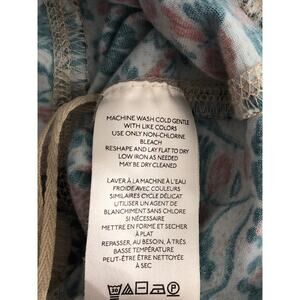 MACHINE WASH COLD GENTLE
WITH LIKE COLORS
USE ONLY NON-CHLORINE
BLEACH
RESHAPE AND LAY FLAT TO DRY
LOW IRON AS NEEDED
MAY BE DRY CLEANED
LAVER À LA MACHINE À L'EAU
FROIDE AVEC COULEURS
SIMILAIRES CYCLE DÉLICAT
UTILISER UN AGENT DE
BLANCHIMENT SANS CHLORE
SI NÉCESSAIRE
METTRE EN FORME ET SÉCHER
À PLAT
REPASSER, AU BESOIN, À TRÈS
BASSE TEMPÉRATURE
PEUT-ÊTRE ÊTRE NETTOYÉE
À SEC
30